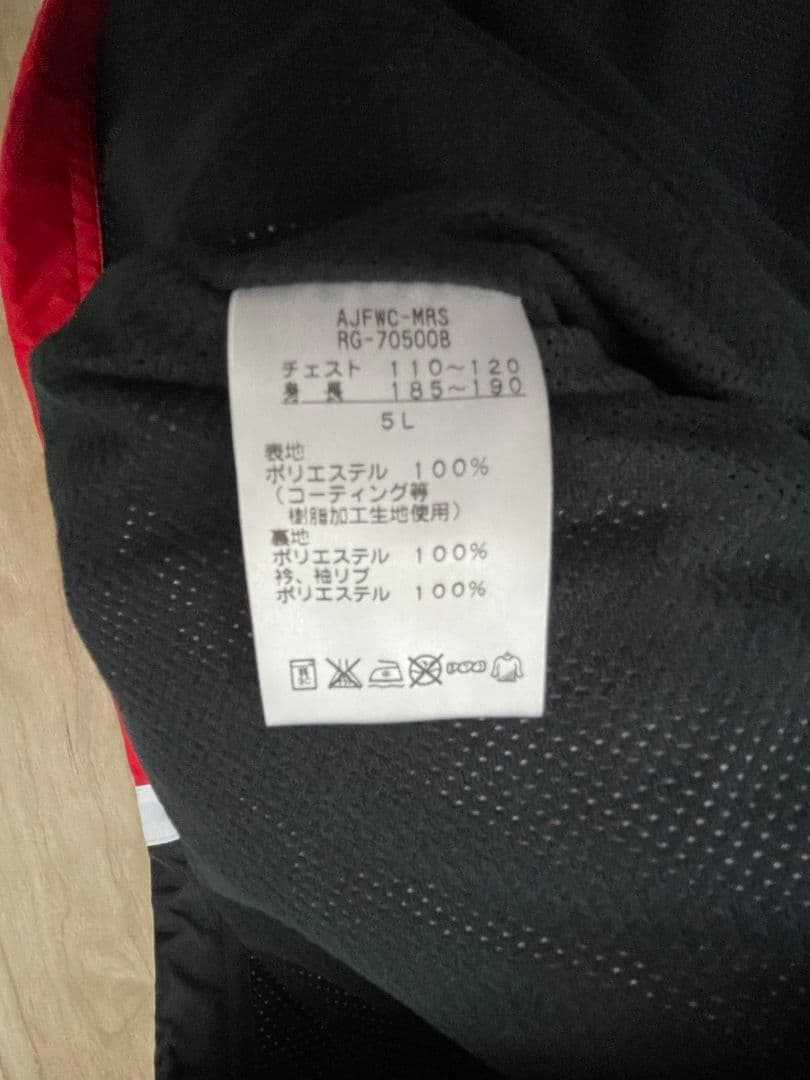 AJFWC-MRS
RG-70500B
チェスト 110～120
身長 185～190
5L
表地
ポリエステル 100%
(コーティング等
樹脂加工生地使用)
裏地
ポリエステル 100%
衿、袖リブ
ポリエステル 100%